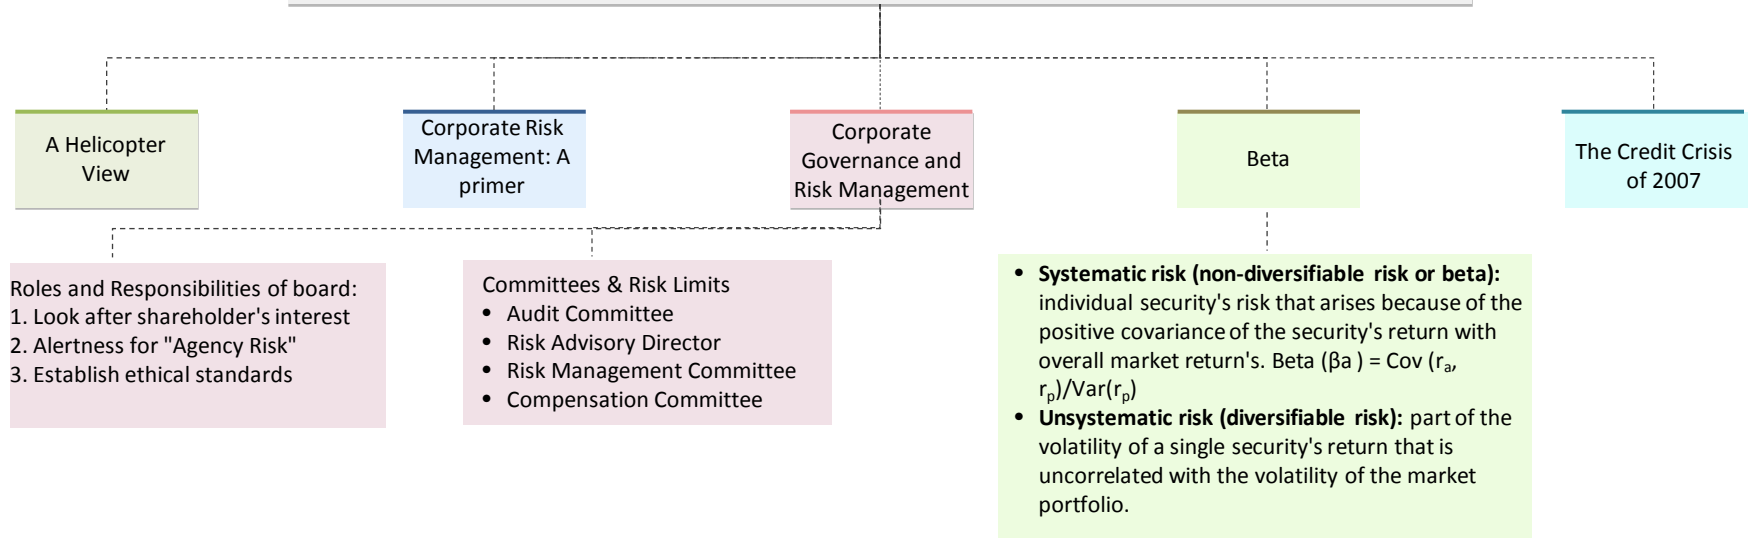 A Helicopter
View
Corporate Risk
Management: A
primer
Corporate
Governance and
Risk Management
Beta
The Credit Crisis
of 2007
Roles and Responsibilities of board:
1. Look after shareholder's interest
2. Alertness for "Agency Risk"
3. Establish ethical standards
Committees & Risk Limits
• Audit Committee
• Risk Advisory Director
• Risk Management Committee
• Compensation Committee
• Systematic risk (non-diversifiable risk or beta):
individual security's risk that arises because of the
positive covariance of the security's return with
overall market return's. Beta (βa ) = Cov (ra,
rp)/Var(rp)
• Unsystematic risk (diversifiable risk): part of the
volatility of a single security's return that is
uncorrelated with the volatility of the market
portfolio.